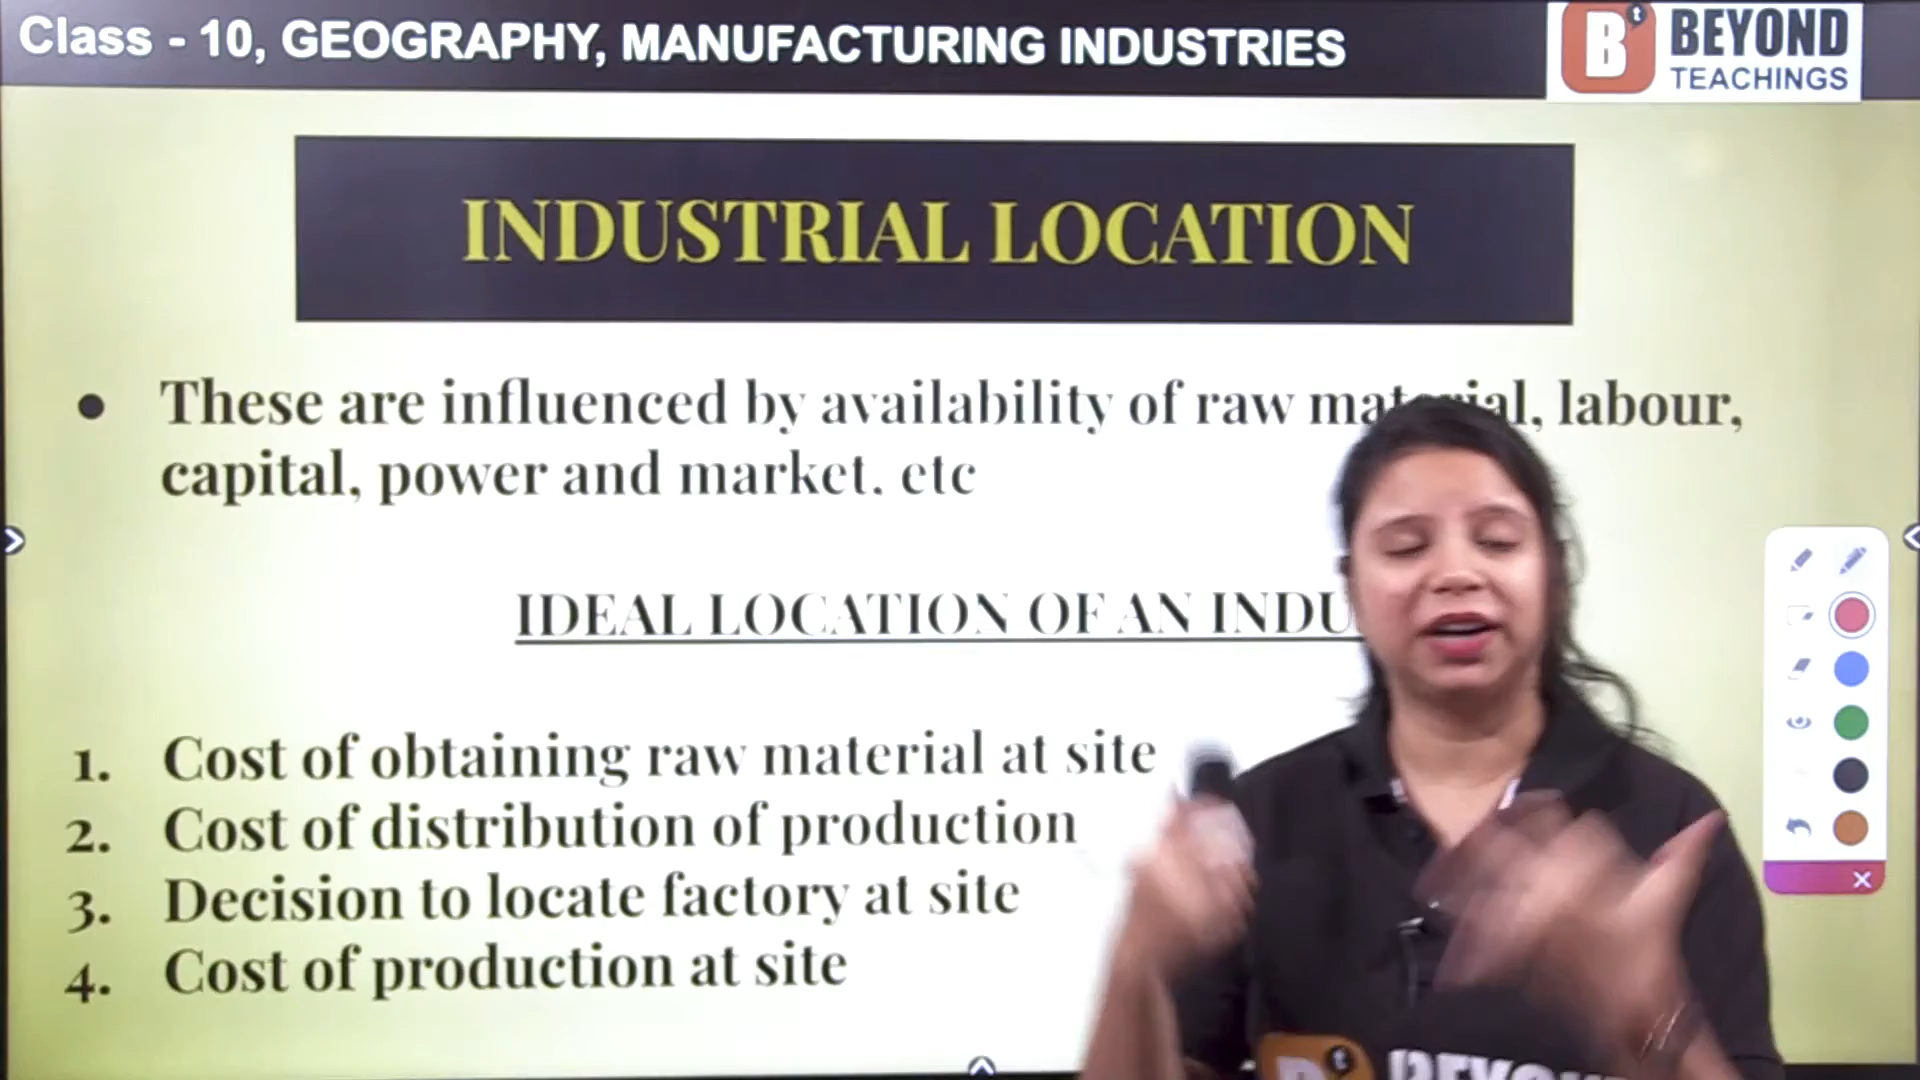 Class - 10, GEOGRAPHY, MANUFACTURING INDUSTRIES
BEYOND
TEACHINGS
INDUSTRIAL LOCATION
● These are influenced by availability of raw material, labour,
capital, power and market. etc
IDEAL LOCATION OF AN
1. Cost of obtaining raw material at site
2. Cost of distribution of production
3. Decision to locate factory at site
4. Cost of production at site